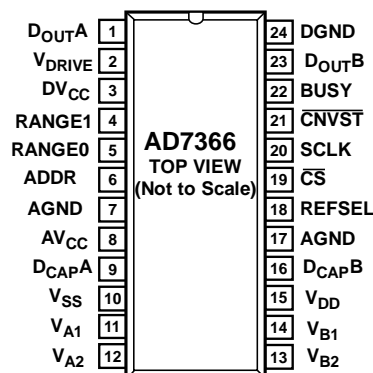 DOUTA 1
VDRIVE 2
DVCC 3
RANGE1 4
RANGE0 5
ADDR 6
AGND 7
AVCC 8
DCAPA 9
VSS 10
VA1 11
VA2 12
AD7366
TOP VIEW
(Not to Scale)
24 DGND
23 DOUTB
22 BUSY
21 CNVST
20 SCLK
19 CS
18 REFSEL
17 AGND
16 DCAPB
15 VDD
14 VB1
13 VB2